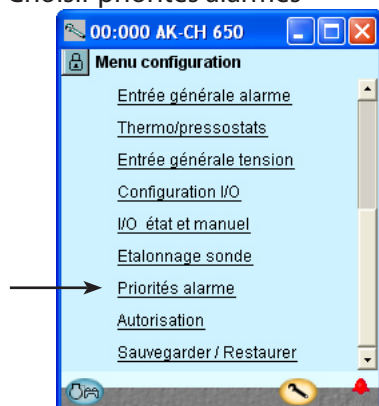 Choisir priorités alarmes
00:000 AK-CH 650
Menu configuration
Entrée générale alarme
Thermo/pressostats
Entrée générale tension
Configuration I/O
I/O état et manuel
Etalonnage sonde
Priorités alarme
Autorisation
Sauvegarder / Restaurer